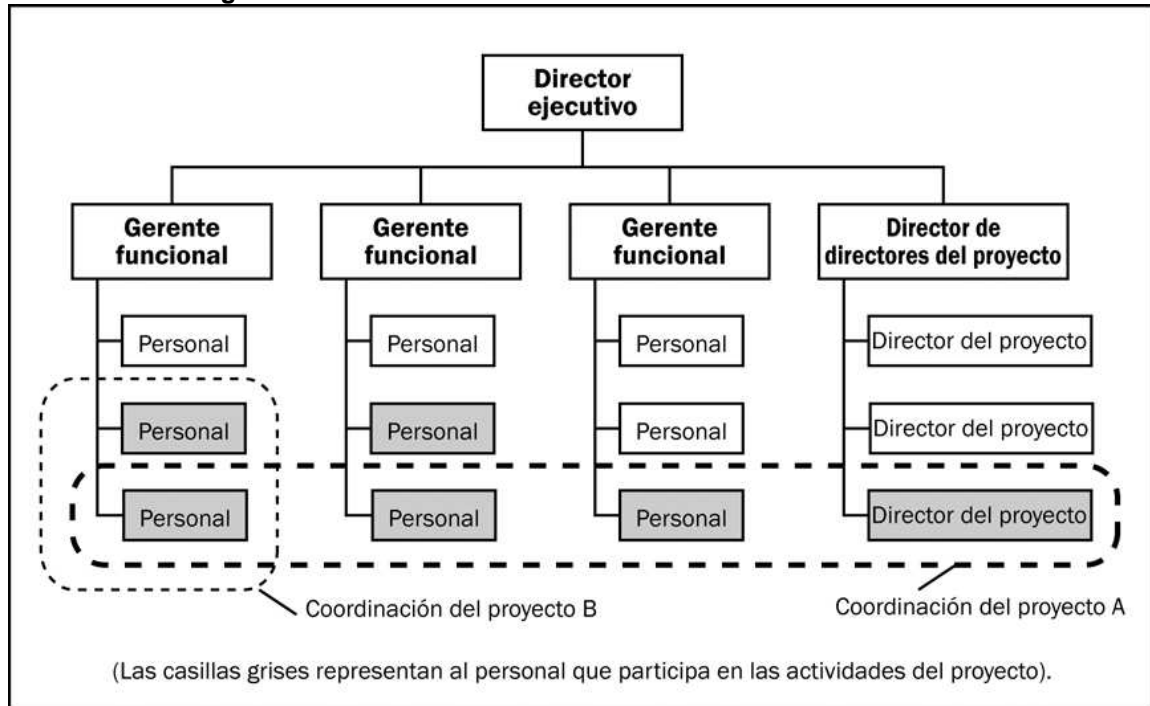 Director
ejecutivo
Gerente
funcional
Gerente
funcional
Gerente
funcional
Director de
directores del proyecto
Personal
Personal
Personal
Director del proyecto
Personal
Personal
Personal
Director del proyecto
Personal
Personal
Personal
Director del proyecto
Coordinación del proyecto B
Coordinación del proyecto A
(Las casillas grises representan al personal que participa en las actividades del proyecto).